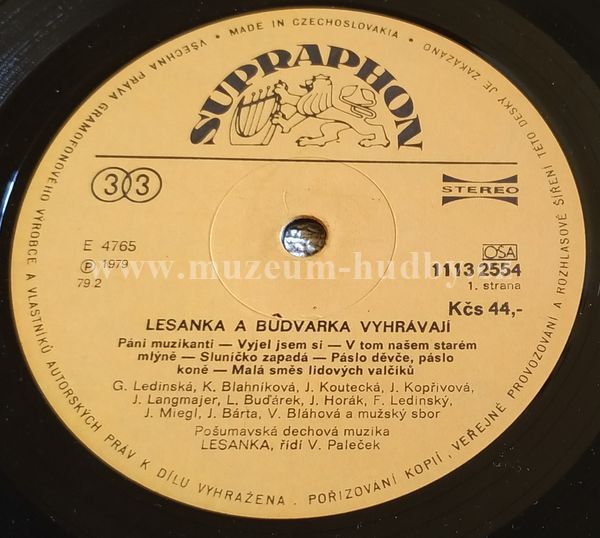 VŠECHNA PRÁVA GRAMOFONOVÉHO VÝROBCE A VLASTNÍKŮ AUTORSKÝCH PRÁV K DÍLU VYHRAŽENA. POŘIZOVÁNÍ KOPIÍ, VEŘEJNÉ PROVOZOVÁNÍ A ROZHLASOVÉ ŠÍŘENÍ TÉTO DESKY JE ZAKÁZÁNO
MADE IN CZECHOSLOVAKIA
SUPRAPHON
33
STEREO
E 4765
℗ 1979
79 2
OSA
1113 2554
1. strana
Kčs 44,-
www.muzeum-hudby.cz
LESANKA A BUDVARKA VYHRÁVAJÍ
Páni muzikanti — Vyjel jsem si — V tom našem starém
mlýně — Sluníčko zapadá — Páslo děvče, páslo
koně — Malá směs lidových valčíků
G. Ledinská, K. Blahníková, J. Koutecká, J. Kopřivová,
J. Langmajer, L. Buďárek, J. Horák, F. Ledinský,
J. Miegl, J. Bárta, V. Bláhová a mužský sbor
Pošumavská dechová muzika
LESANKA, řídí V. Paleček